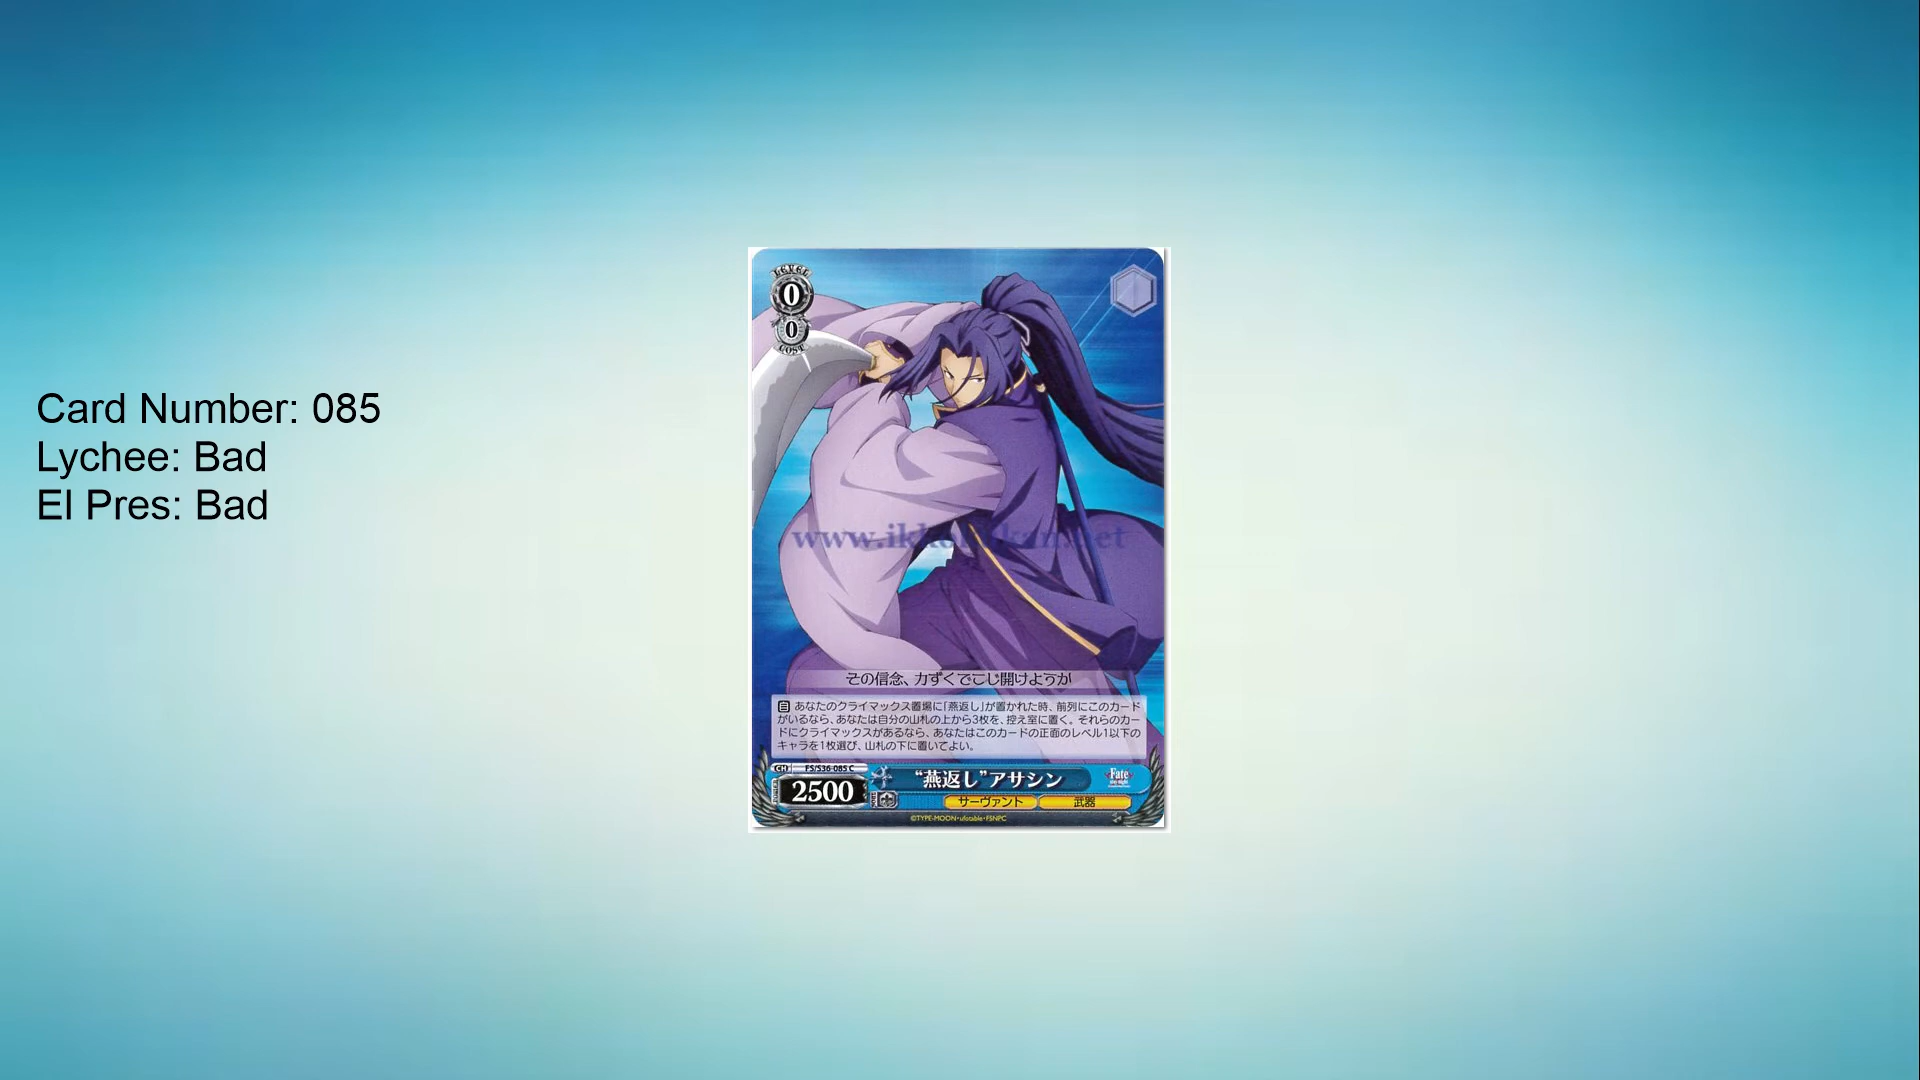 Card Number: 085
Lychee: Bad
El Pres: Bad
LEVEL
0
0
COST
その信念、力ずくでこじ開けようか
自 あなたのクライマックス置場に「燕返し」が置かれた時、前列にこのカード
がいるなら、あなたは自分の山札の上から3枚を、控え室に置く。それらのカー
ドにクライマックスがあるなら、あなたはこのカードの正面のレベル1以下の
キャラを1枚選び、山札の下に置いてよい。
CH FS/S36-085 C
“燕返し”アサシン
Fate
2500
サーヴァント 武器
©TYPE-MOON・ufotable・FSNPC